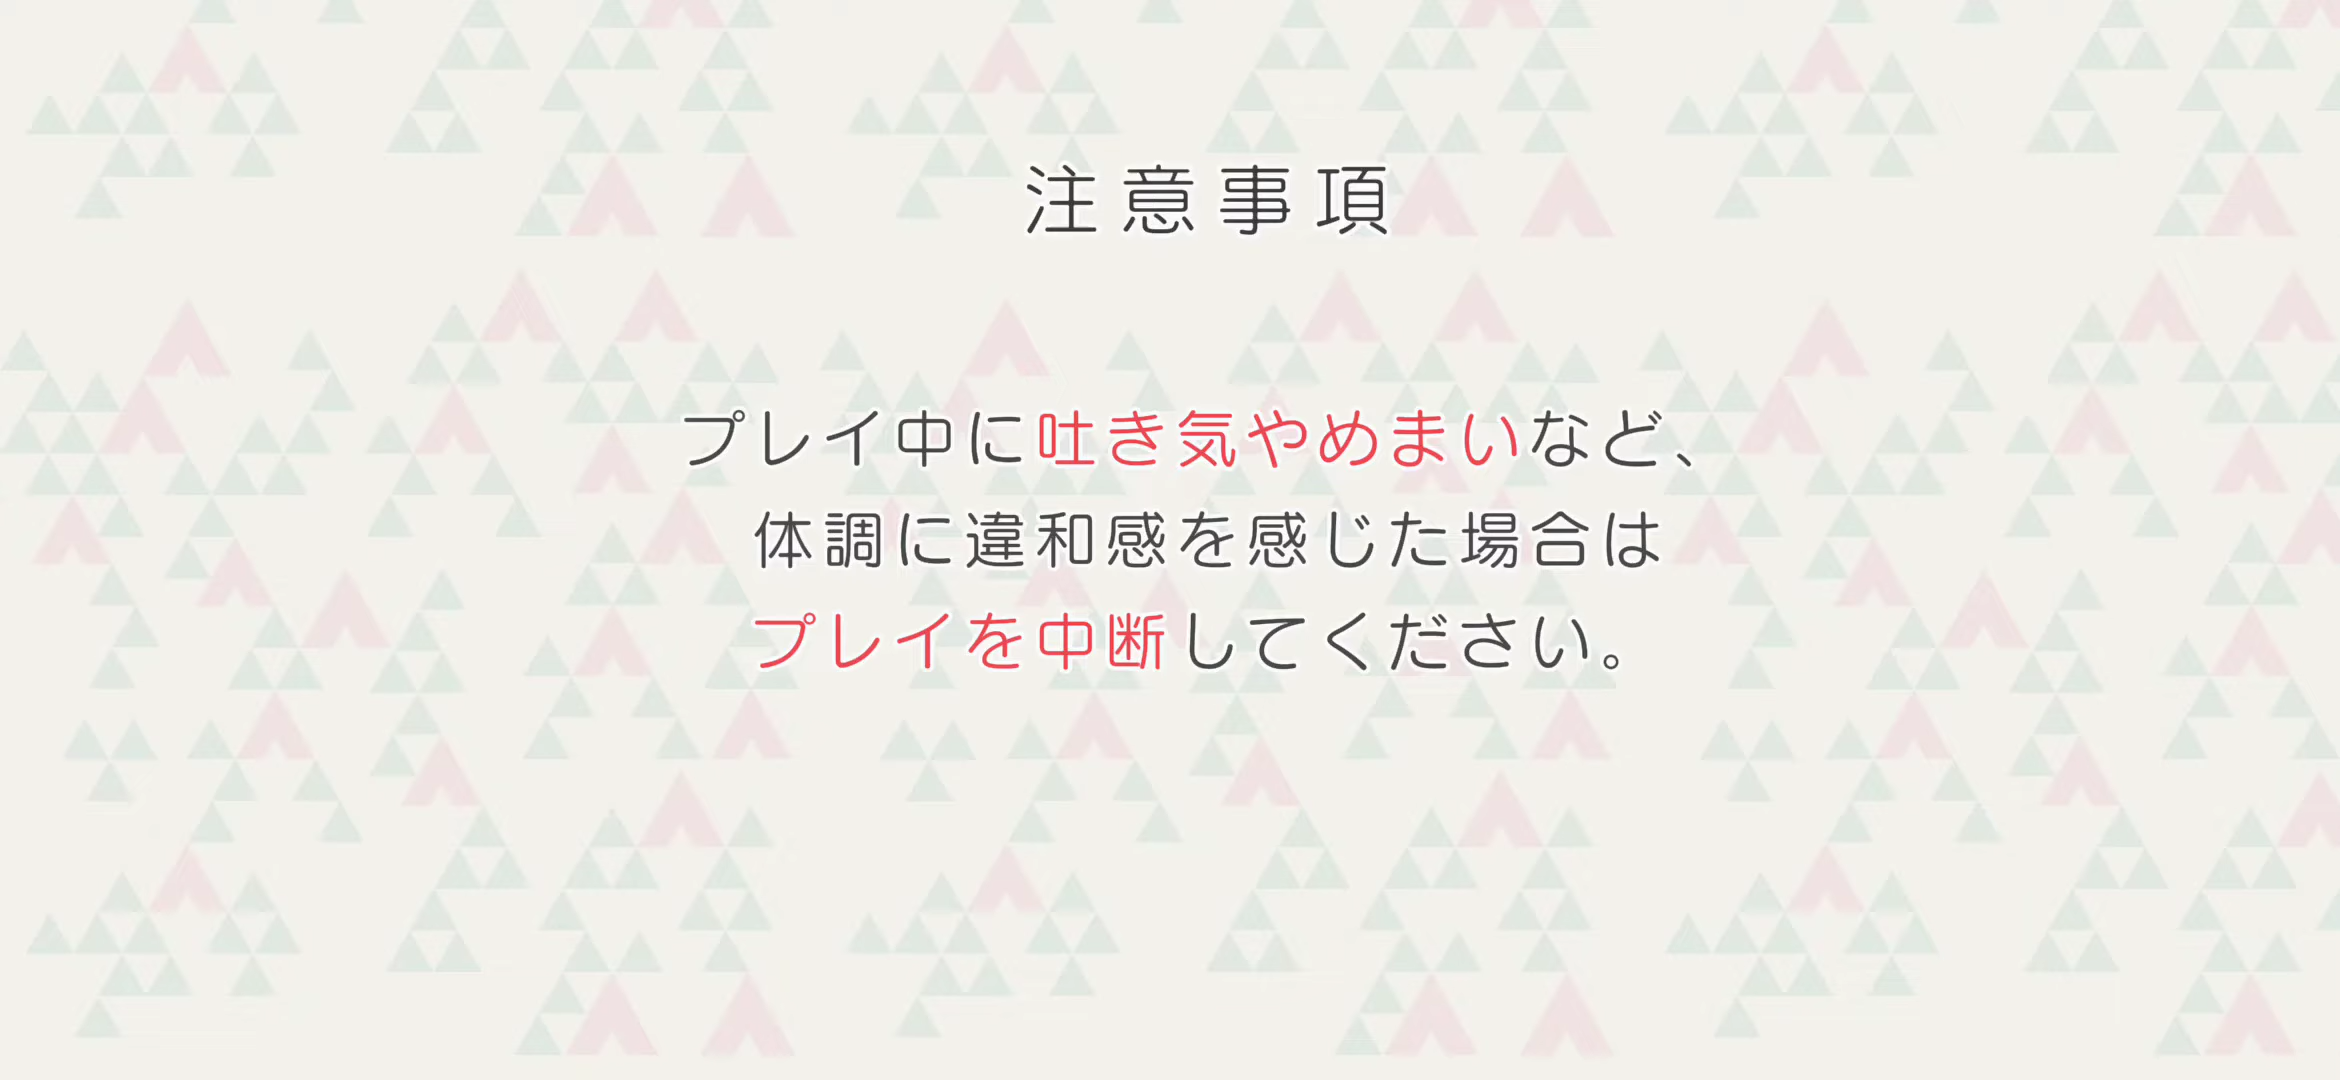 注意事項
プレイ中に吐き気やめまいなど、
体調に違和感を感じた場合は
プレイを中断してください。